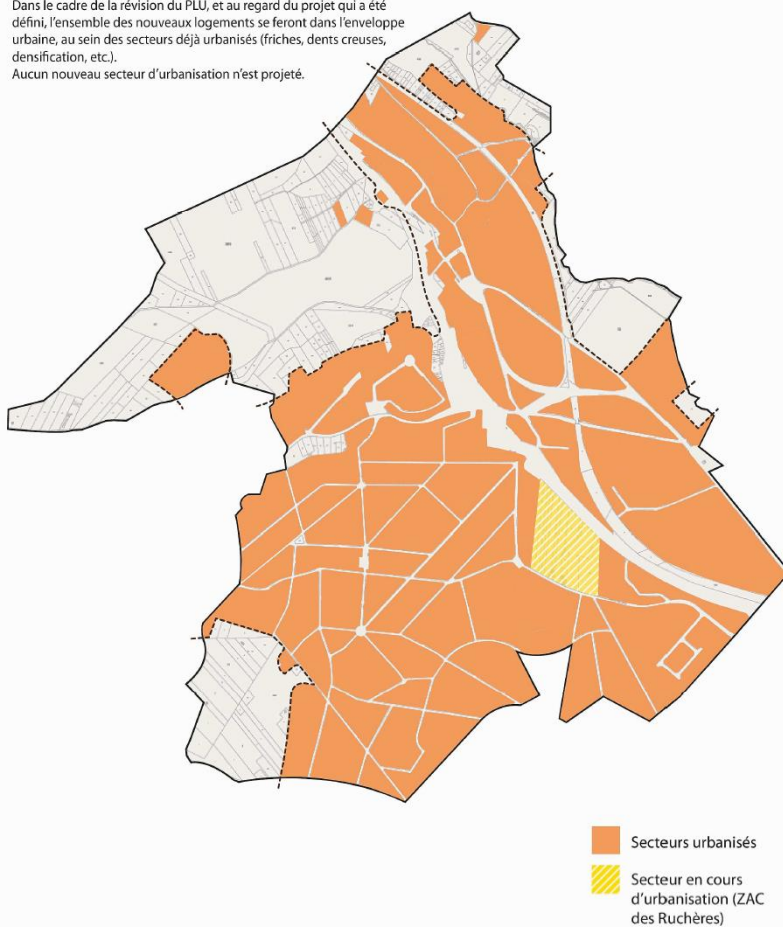 Dans le cadre de la révision du PLU, et au regard du projet qui a été
défini, l'ensemble des nouveaux logements se feront dans l'enveloppe
urbaine, au sein des secteurs déjà urbanisés (friches, dents creuses,
densification, etc.).
Aucun nouveau secteur d'urbanisation n'est projeté.
Secteurs urbanisés
Secteur en cours
d'urbanisation (ZAC
des Ruchères)